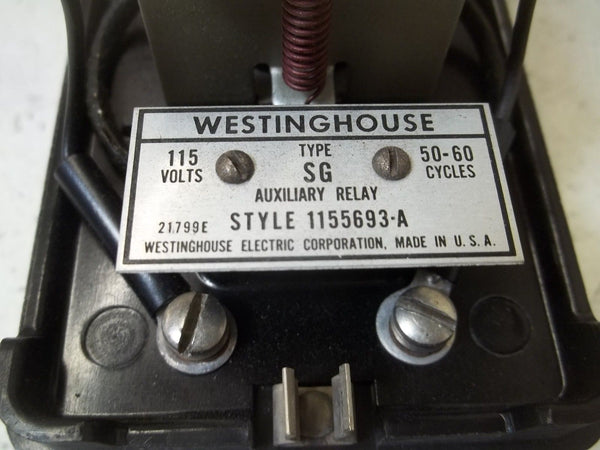 WESTINGHOUSE
115 VOLTS
TYPE SG
50-60 CYCLES
AUXILIARY RELAY
21799E STYLE 1155693-A
WESTINGHOUSE ELECTRIC CORPORATION, MADE IN U.S.A.